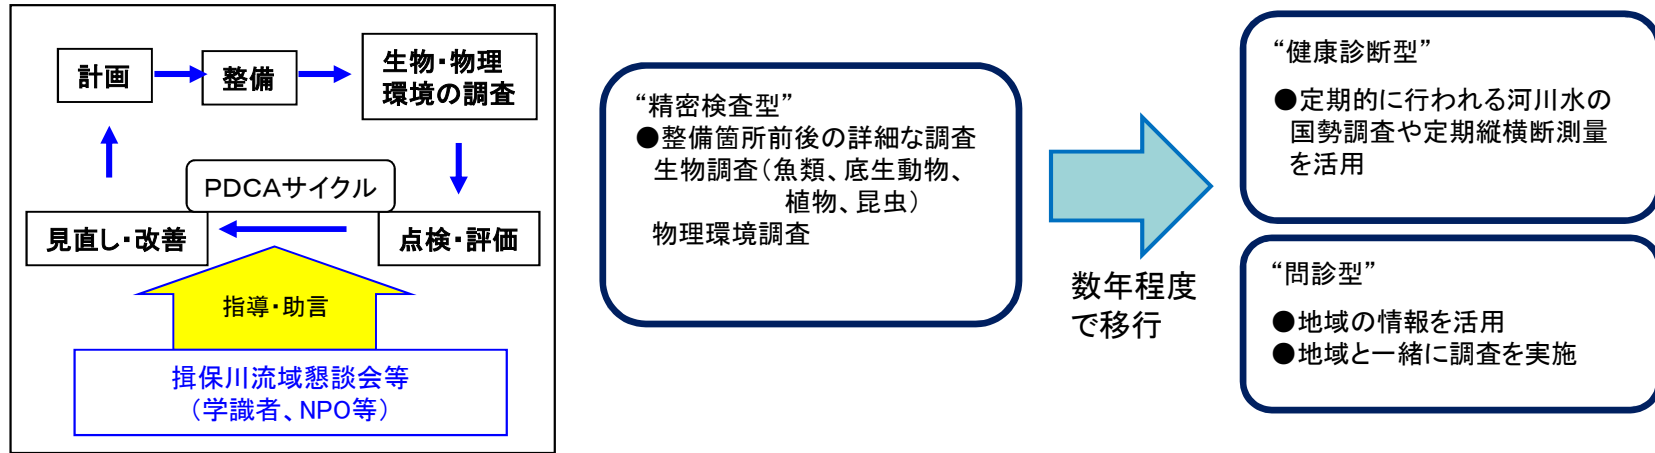 計画
整備
生物・物理
環境の調査
PDCAサイクル
見直し・改善
点検・評価
指導・助言
揖保川流域懇談会等
（学識者、NPO等）
“精密検査型”
●整備箇所前後の詳細な調査
生物調査（魚類、底生動物、
植物、昆虫）
物理環境調査
数年程度
で移行
“健康診断型”
●定期的に行われる河川水の
国勢調査や定期縦横断測量
を活用
“問診型”
●地域の情報を活用
●地域と一緒に調査を実施